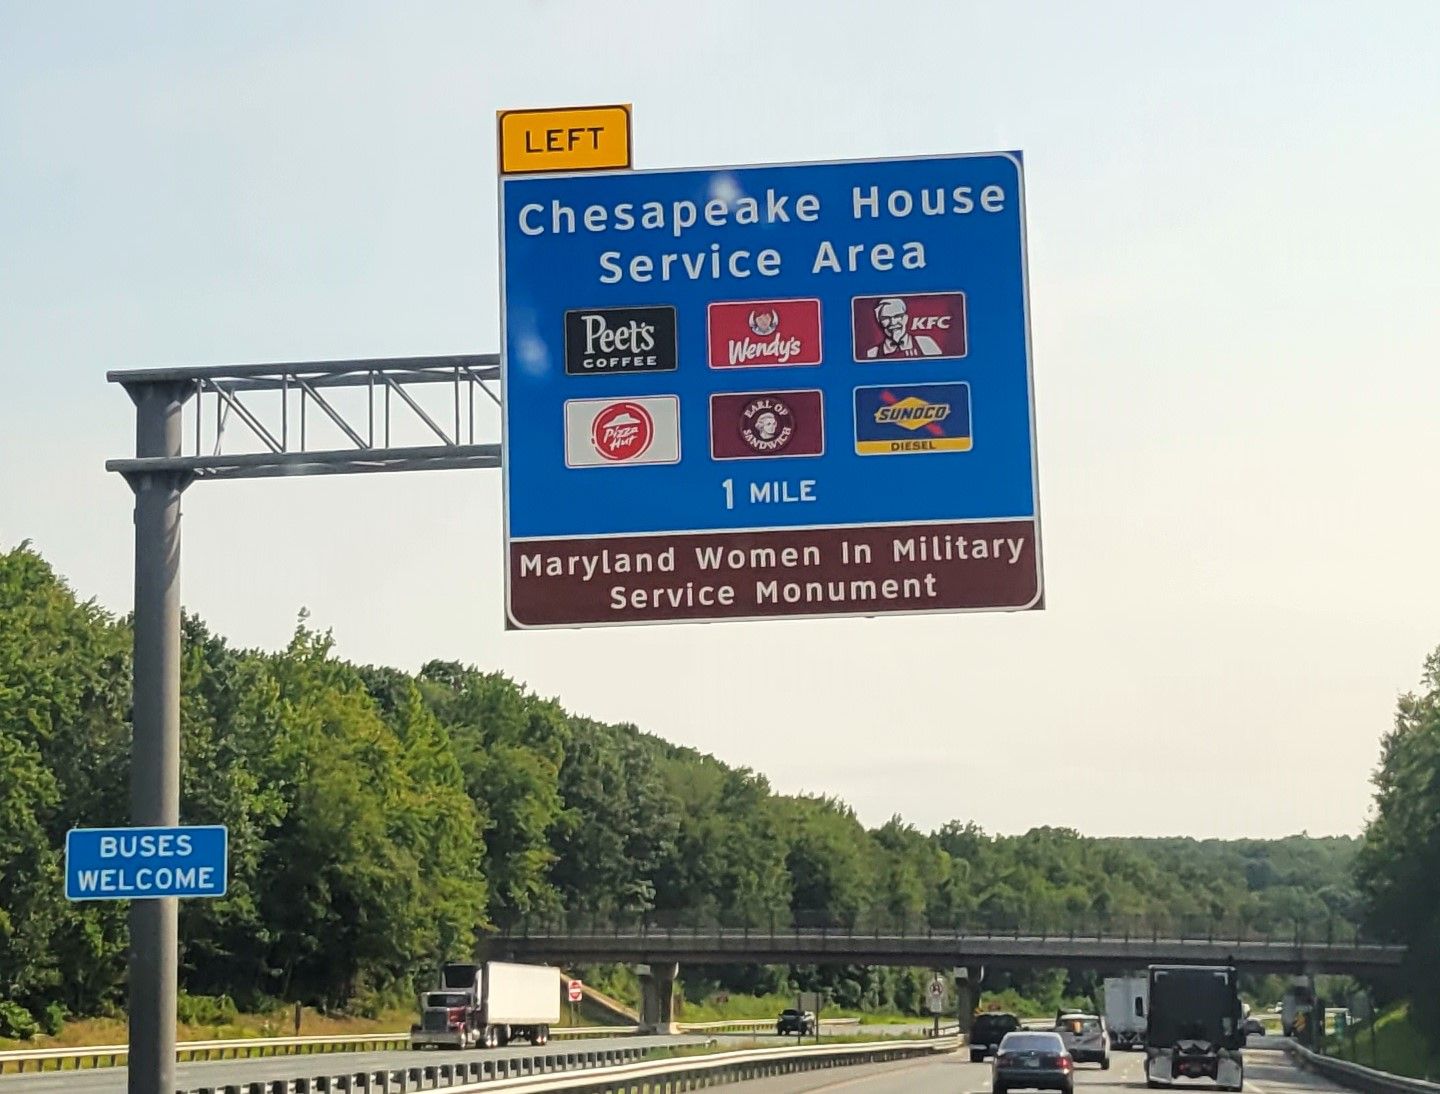 LEFT
Chesapeake House
Service Area
Peet's
COFFEE
Wendy's
KFC
Pizza
Hut
EARL OF
SANDWICH
SUNOCO
DIESEL
1 MILE
Maryland Women In Military
Service Monument
BUSES
WELCOME